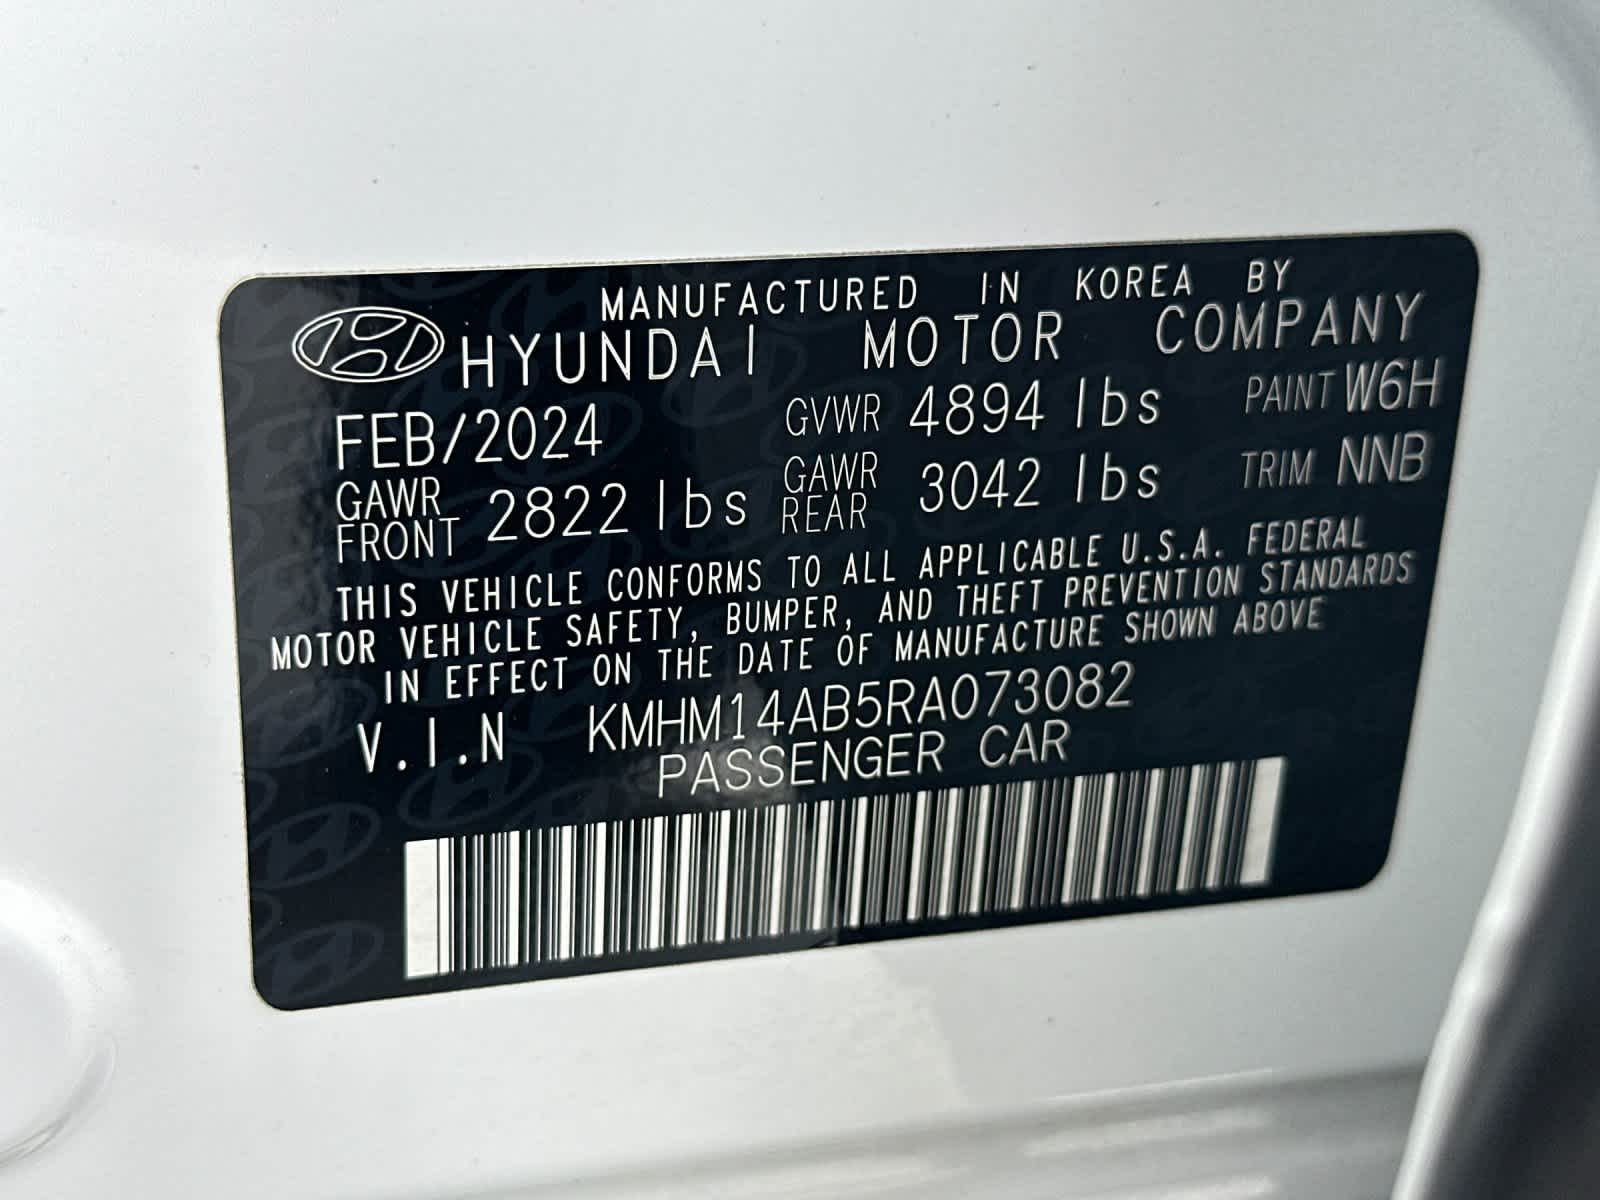 MANUFACTURED IN KOREA BY
HYUNDAI MOTOR COMPANY
FEB/2024 GVWR 4894 lbs PAINT W6H
GAWR FRONT 2822 lbs GAWR REAR 3042 lbs TRIM NNB
THIS VEHICLE CONFORMS TO ALL APPLICABLE U.S.A. FEDERAL
MOTOR VEHICLE SAFETY, BUMPER, AND THEFT PREVENTION STANDARDS
IN EFFECT ON THE DATE OF MANUFACTURE SHOWN ABOVE
V.I.N KMHM14AB5RA073082
PASSENGER CAR